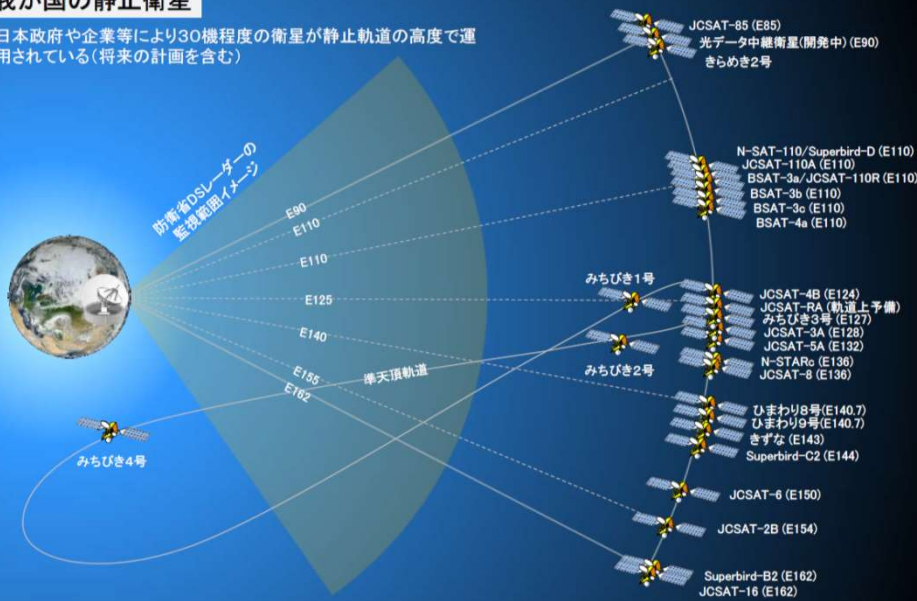 我が国の静止衛星
日本政府や企業等により30機程度の衛星が静止軌道の高度で運
用されている(将来の計画を含む)
防衛省DSレーダーの
監視範囲イメージ
E90
E110
E110
E125
E140
E155
E162
準天頂軌道
みちびき1号
みちびき2号
みちびき4号
JCSAT-85 (E85)
光データ中継衛星(開発中) (E90)
きらめき2号
N-SAT-110/Superbird-D (E110)
JCSAT-110A (E110)
BSAT-3a/JCSAT-110R (E110)
BSAT-3b (E110)
BSAT-3c (E110)
BSAT-4a (E110)
JCSAT-4B (E124)
JCSAT-RA (軌道上予備)
みちびき3号 (E127)
JCSAT-3A (E128)
JCSAT-5A (E132)
N-STARc (E136)
JCSAT-8 (E136)
ひまわり8号(E140.7)
ひまわり9号(E140.7)
きずな(E143)
Superbird-C2 (E144)
JCSAT-6 (E150)
JCSAT-2B (E154)
Superbird-B2 (E162)
JCSAT-16 (E162)